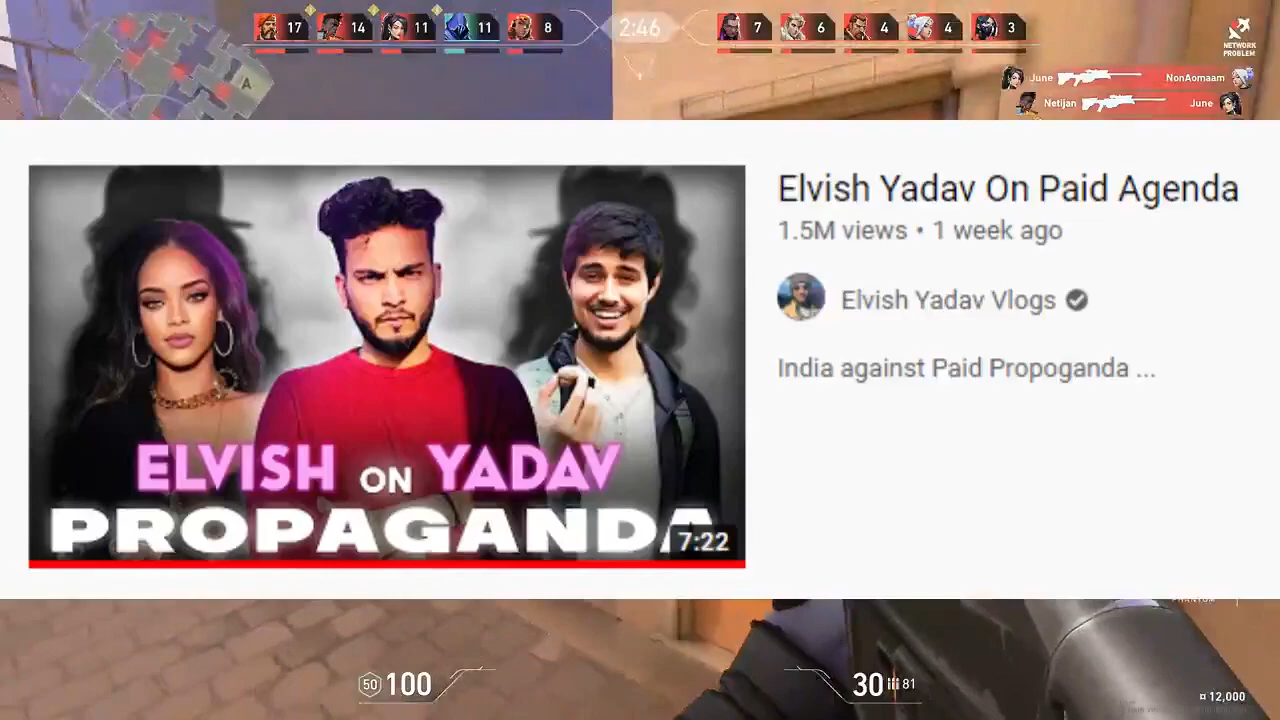 17 14 11 11 8 2:46 7 6 4 4 3
NETWORK
PROBLEM
A
June NonAomaam
Netijan June
Elvish Yadav On Paid Agenda
1.5M views • 1 week ago
Elvish Yadav Vlogs
India against Paid Propoganda ...
ELVISH ON YADAV
PROPAGANDA
7:22
PHANTOM
50 100
30 81
¤ 12,000